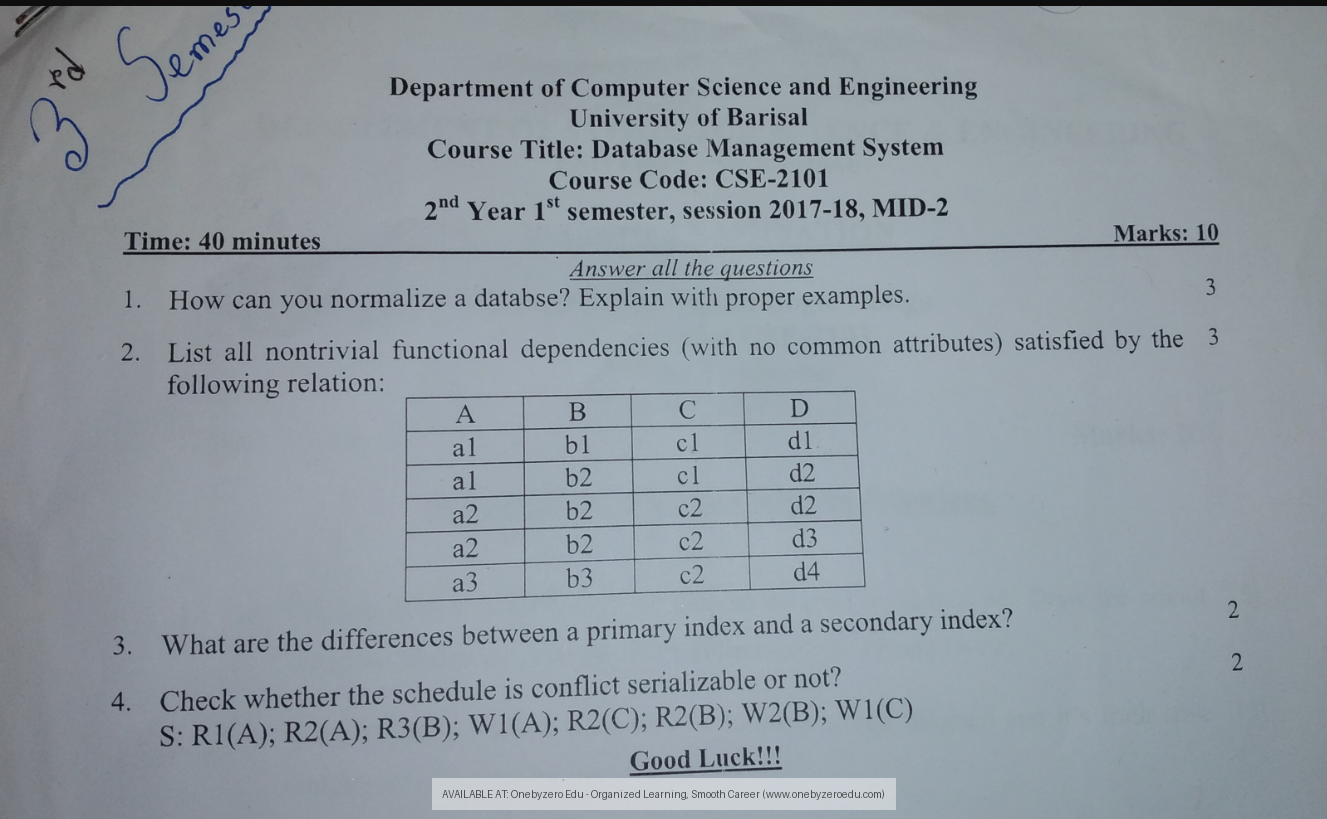 3rd Semes
Department of Computer Science and Engineering
University of Barisal
Course Title: Database Management System
Course Code: CSE-2101
2nd Year 1st semester, session 2017-18, MID-2
Time: 40 minutes Marks: 10
Answer all the questions
1. How can you normalize a databse? Explain with proper examples. 3
2. List all nontrivial functional dependencies (with no common attributes) satisfied by the 3
following relation:
A B C D
a1 b1 c1 d1
a1 b2 c1 d2
a2 b2 c2 d2
a2 b2 c2 d3
a3 b3 c2 d4
3. What are the differences between a primary index and a secondary index? 2
4. Check whether the schedule is conflict serializable or not? 2
S: R1(A); R2(A); R3(B); W1(A); R2(C); R2(B); W2(B); W1(C)
Good Luck!!!
AVAILABLE AT: Onebyzero Edu - Organized Learning, Smooth Career (www.onebyzeroedu.com)